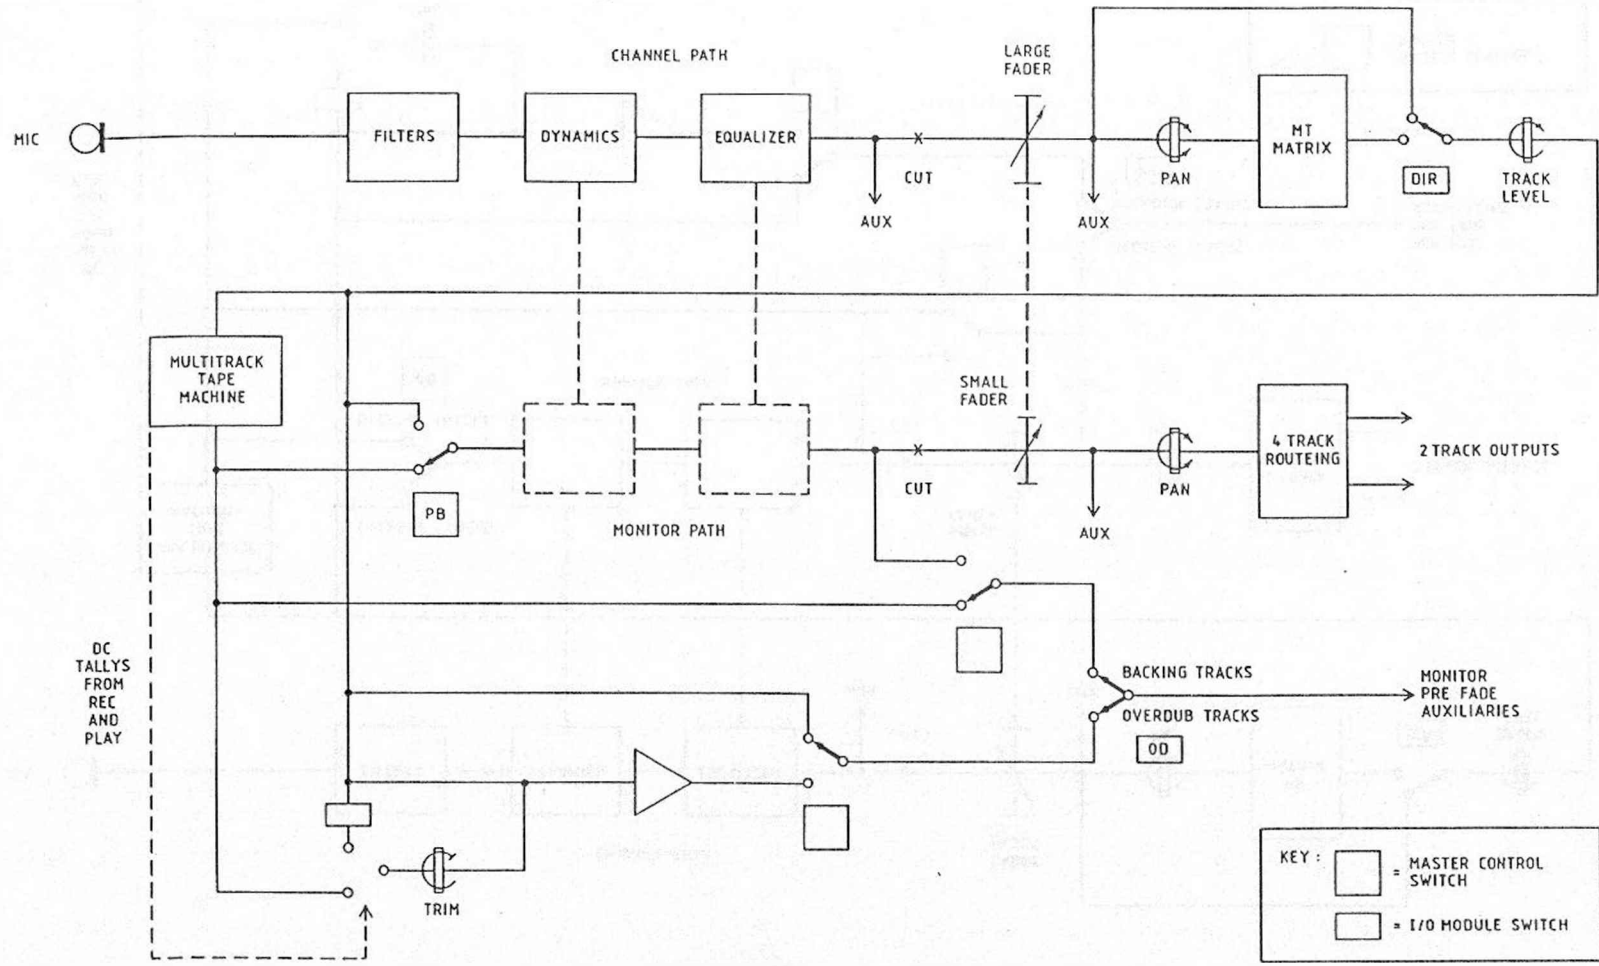 CHANNEL PATH
LARGE
FADER
MIC
FILTERS
DYNAMICS
EQUALIZER
CUT
AUX
AUX
PAN
MT
MATRIX
DIR
TRACK
LEVEL
MULTITRACK
TAPE
MACHINE
PB
MONITOR PATH
SMALL
FADER
CUT
AUX
PAN
4 TRACK
ROUTEING
2 TRACK OUTPUTS
DC
TALLYS
FROM
REC
AND
PLAY
BACKING TRACKS
OVERDUB TRACKS
OD
MONITOR
PRE FADE
AUXILIARIES
TRIM
KEY :
= MASTER CONTROL
SWITCH
= I/O MODULE SWITCH